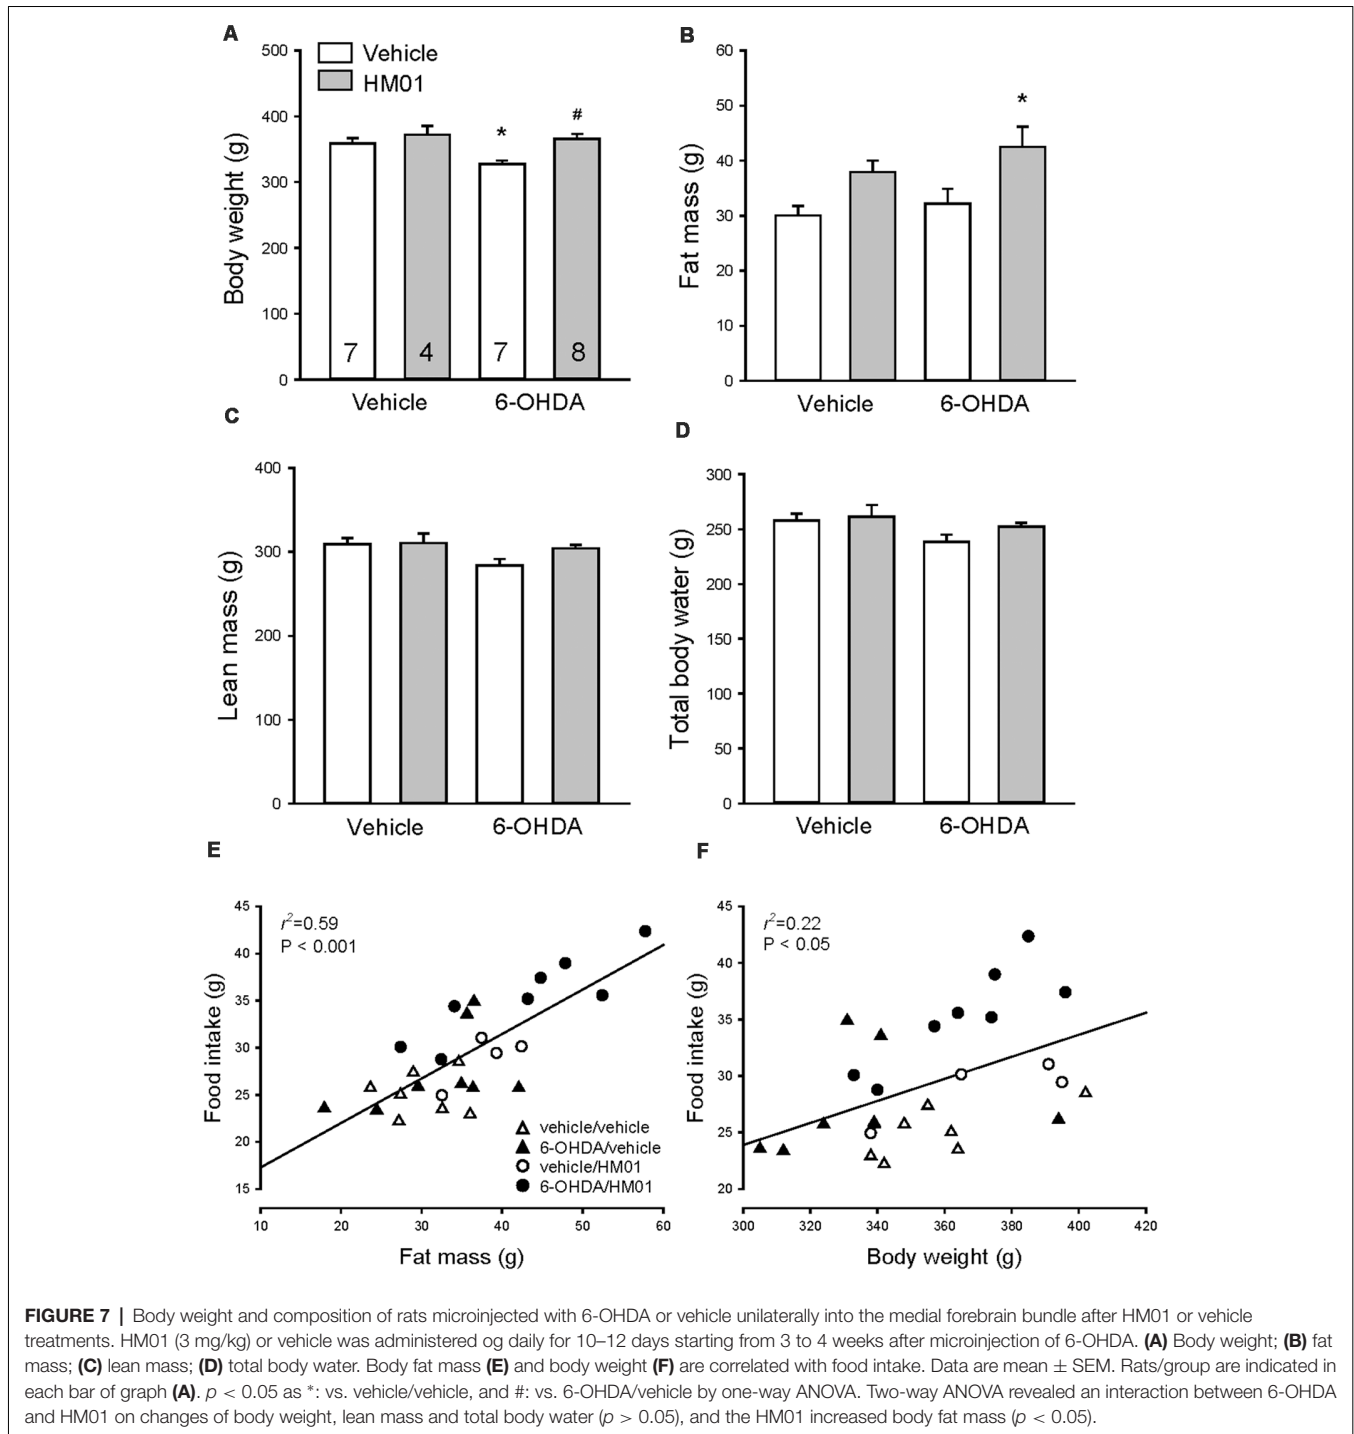 A
500
400
300
200
100
0
Body weight (g)
Vehicle
HM01
*
#
7
4
7
8
Vehicle
6-OHDA
B
60
50
40
30
20
10
0
Fat mass (g)
*
Vehicle
6-OHDA
C
400
300
200
100
0
Lean mass (g)
Vehicle
6-OHDA
D
300
250
200
150
100
50
0
Total body water (g)
Vehicle
6-OHDA
E
45
40
35
30
25
20
15
Food intake (g)
r²=0.59
P < 0.001
vehicle/vehicle
6-OHDA/vehicle
vehicle/HM01
6-OHDA/HM01
10 20 30 40 50 60
Fat mass (g)
F
45
40
35
30
25
20
Food intake (g)
r²=0.22
P < 0.05
300 320 340 360 380 400 420
Body weight (g)
FIGURE 7 | Body weight and composition of rats microinjected with 6-OHDA or vehicle unilaterally into the medial forebrain bundle after HM01 or vehicle
treatments. HM01 (3 mg/kg) or vehicle was administered og daily for 10–12 days starting from 3 to 4 weeks after microinjection of 6-OHDA. (A) Body weight; (B) fat
mass; (C) lean mass; (D) total body water. Body fat mass (E) and body weight (F) are correlated with food intake. Data are mean ± SEM. Rats/group are indicated in
each bar of graph (A). p < 0.05 as *: vs. vehicle/vehicle, and #: vs. 6-OHDA/vehicle by one-way ANOVA. Two-way ANOVA revealed an interaction between 6-OHDA
and HM01 on changes of body weight, lean mass and total body water (p > 0.05), and the HM01 increased body fat mass (p < 0.05).